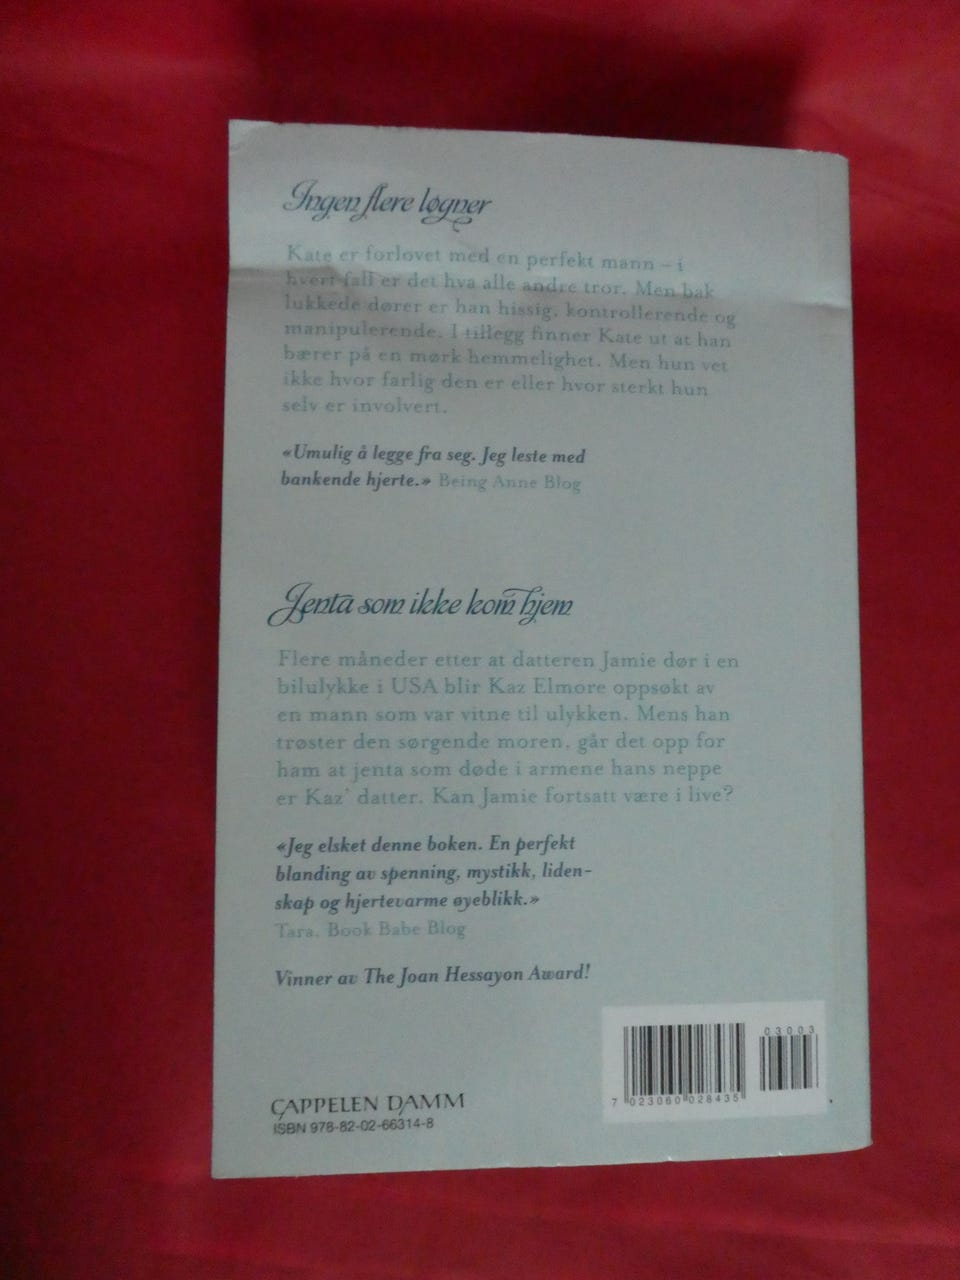 Ingen flere løgner
Kate er forlovet med en perfekt mann – i
hvert fall er det hva alle andre tror. Men bak
lukkede dører er han hissig, kontrollerende og
manipulerende. I tillegg finner Kate ut at han
bærer på en mørk hemmelighet. Men hun vet
ikke hvor farlig den er eller hvor sterkt hun
selv er involvert.
«Umulig å legge fra seg. Jeg leste med
bankende hjerte.» Being Anne Blog
Jenta som ikke kom hjem
Flere måneder etter at datteren Jamie dør i en
bilulykke i USA blir Kaz Elmore oppsøkt av
en mann som var vitne til ulykken. Mens han
trøster den sørgende moren, går det opp for
ham at jenta som døde i armene hans neppe
er Kaz' datter. Kan Jamie fortsatt være i live?
«Jeg elsket denne boken. En perfekt
blanding av spenning, mystikk, liden-
skap og hjertevarme øyeblikk.»
Tara, Book Babe Blog
Vinner av The Joan Hessayon Award!
03003
7 023060 028435
CAPPELEN DAMM
ISBN 978-82-02-66314-8